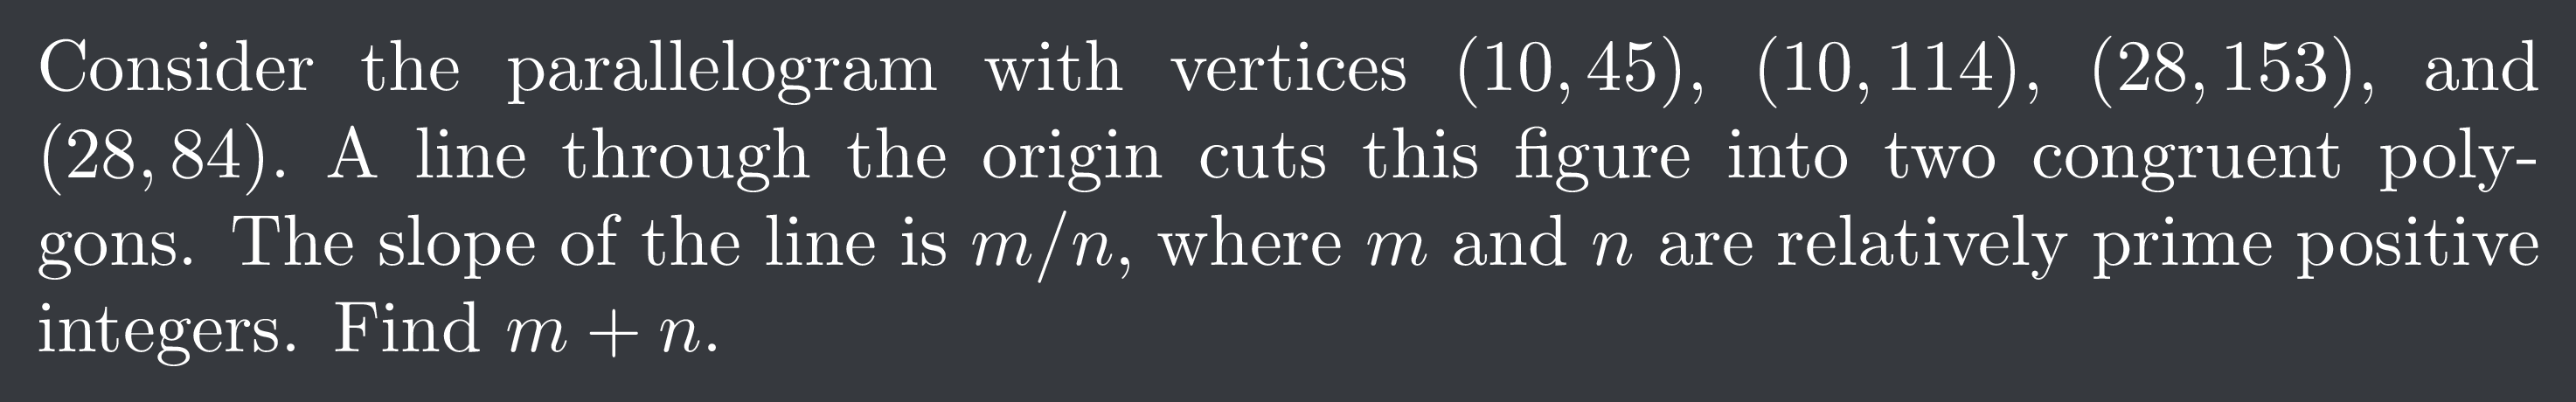 Consider the parallelogram with vertices (10, 45), (10, 114), (28, 153), and
(28, 84). A line through the origin cuts this figure into two congruent poly-
gons. The slope of the line is m/n, where m and n are relatively prime positive
integers. Find m + n.